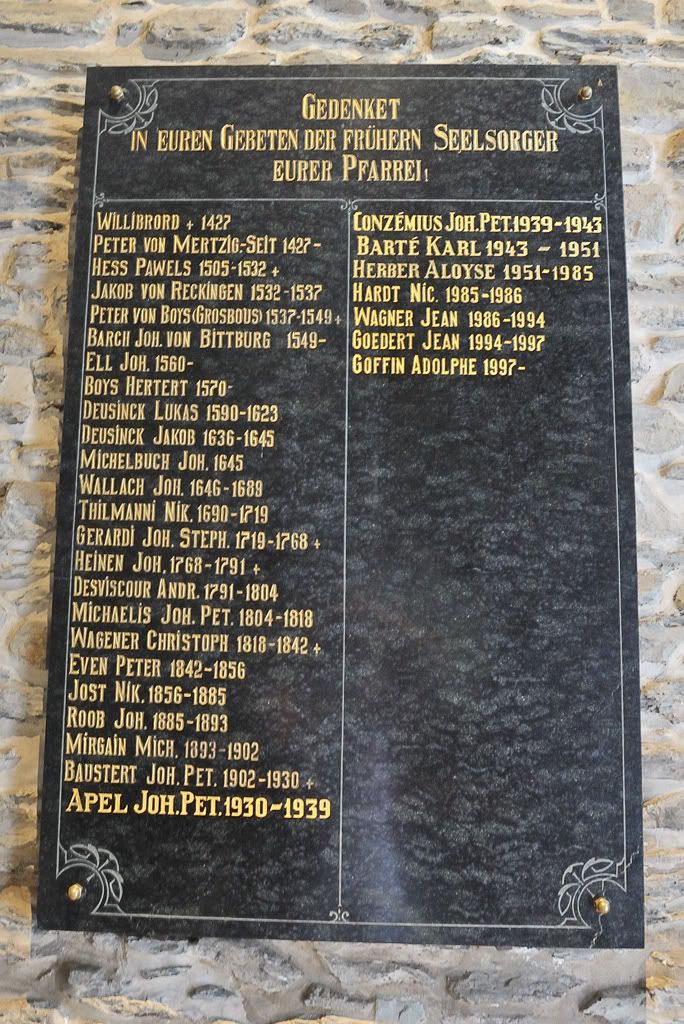 GEDENKET
IN EUREN GEBETEN DER FRÜHERN SEELSORGER
EURER PFARREI!
WILLIBRORD + 1427
PETER VON MERTZIG-SEIT 1427-
HESS PAWELS 1505-1532 +
JAKOB VON RECKINGEN 1532-1537
PETER VON BOYS (GROSBOUS) 1537-1549 +
BARCH JOH. VON BITTBURG 1549-
ELL JOH. 1560-
BOYS HERTERT 1570-
DEUSINCK LUKAS 1590-1623
DEUSINCK JAKOB 1636-1645
MICHELBUCH JOH. 1645
WALLACH JOH. 1646-1689
THILMANNI NIK. 1690-1719
GERARDI JOH. STEPH. 1719-1768 +
HEINEN JOH. 1768-1791 +
DESVISCOUR ANDR. 1791-1804
MICHAELIS JOH. PET. 1804-1818
WAGENER CHRISTOPH 1818-1842 +
EVEN PETER 1842-1856
JOST NIK. 1856-1885
ROOB JOH. 1885-1893
MIRGAIN MICH. 1893-1902
BAUSTERT JOH. PET. 1902-1930 +
APEL JOH. PET. 1930-1939
CONZÉMIUS JOH. PET. 1939-1943
BARTÉ KARL 1943 - 1951
HERBER ALOYSE 1951-1985
HARDT NIC. 1985-1986
WAGNER JEAN 1986-1994
GOEDERT JEAN 1994-1997
GOFFIN ADOLPHE 1997-